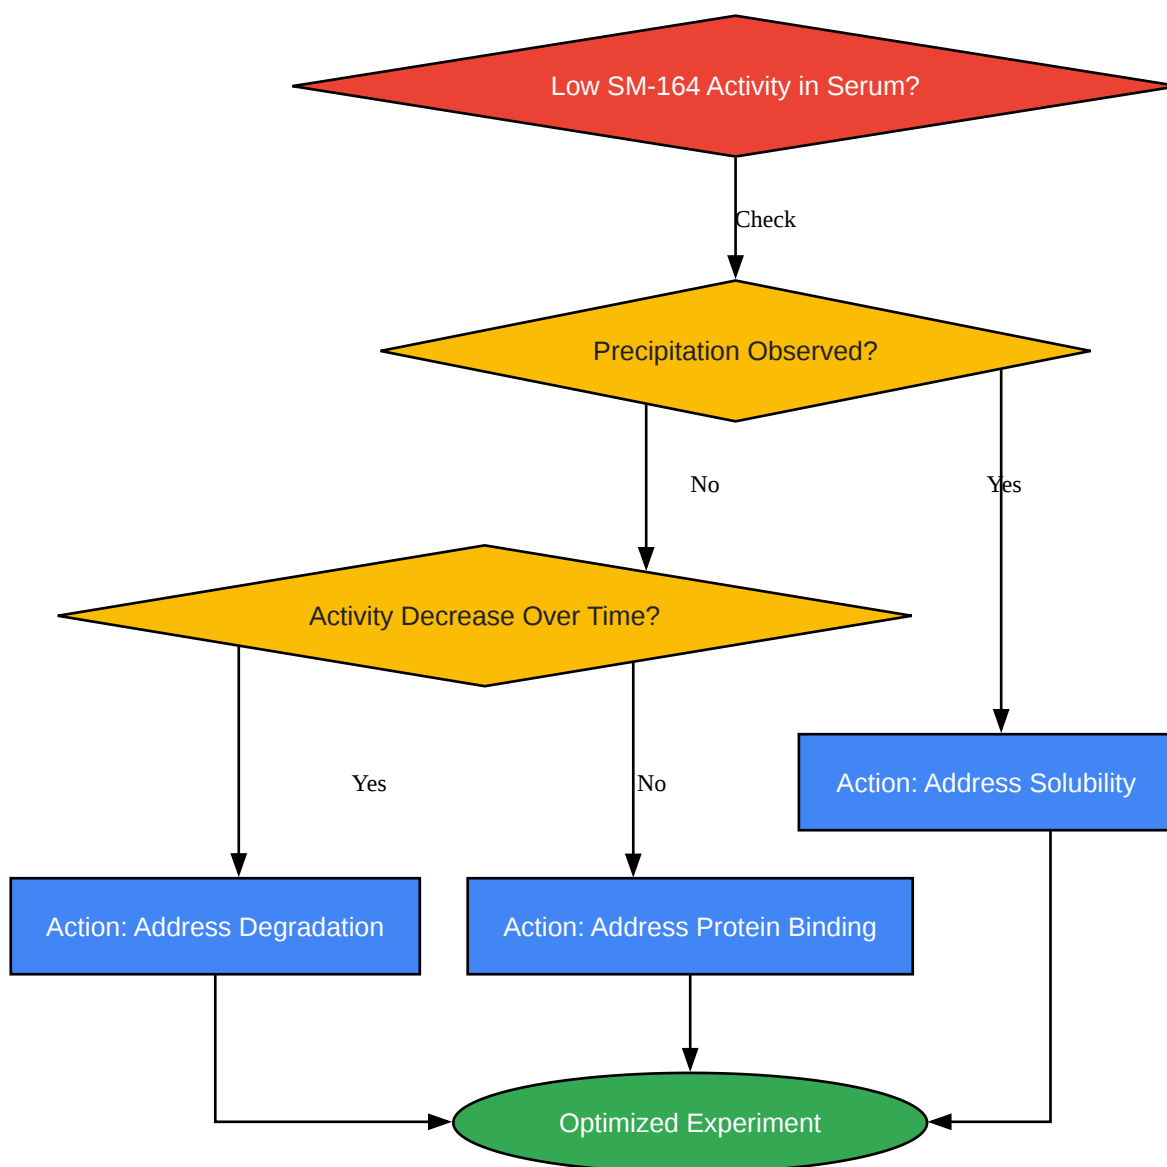 Low SM-164 Activity in Serum?
Check
Precipitation Observed?
No
Yes
Activity Decrease Over Time?
Yes
No
Action: Address Solubility
Action: Address Degradation
Action: Address Protein Binding
Optimized Experiment